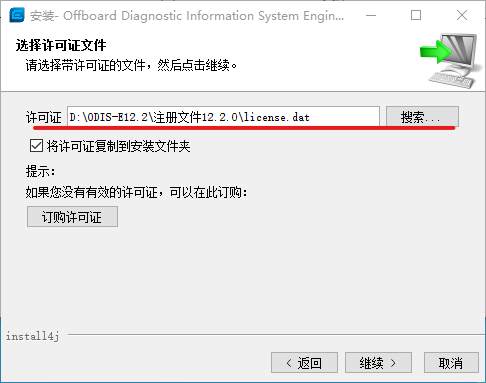 安装- Offboard Diagnostic Information System Engin...
选择许可证文件
请选择带许可证的文件，然后点击继续。
许可证 D:\ODIS-E12.2\注册文件12.2.0\license.dat 搜索...
将许可证复制到安装文件夹
提示:
如果您没有有效的许可证，可以在此订购:
订购许可证
install4j
< 返回 继续 > 取消